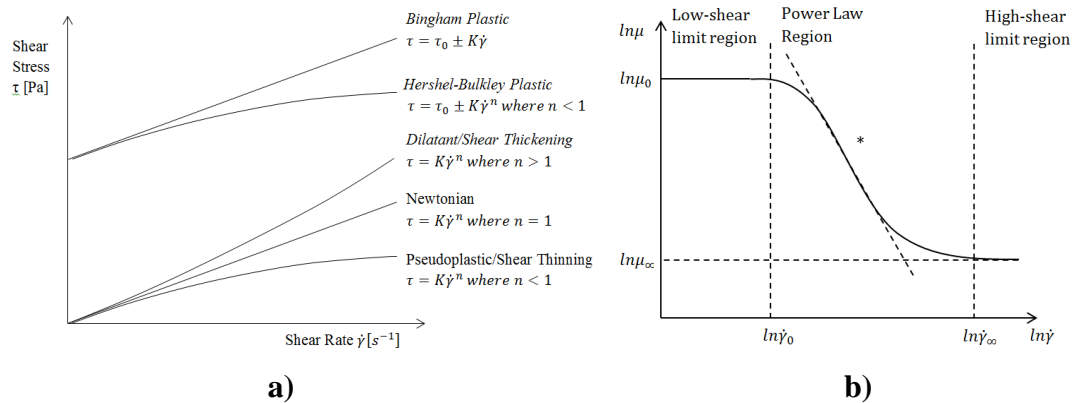 Shear
Stress
τ [Pa]
Bingham Plastic
τ = τ₀ ± Kγ̇
Hershel-Bulkley Plastic
τ = τ₀ ± Kγ̇ⁿ where n < 1
Dilatant/Shear Thickening
τ = Kγ̇ⁿ where n > 1
Newtonian
τ = Kγ̇ⁿ where n = 1
Pseudoplastic/Shear Thinning
τ = Kγ̇ⁿ where n < 1
Shear Rate γ̇ [s⁻¹]
a)
lnμ
Low-shear
limit region
Power Law
Region
High-shear
limit region
lnμ₀
*
lnμ∞
lnγ̇₀
lnγ̇∞
lnγ̇
b)